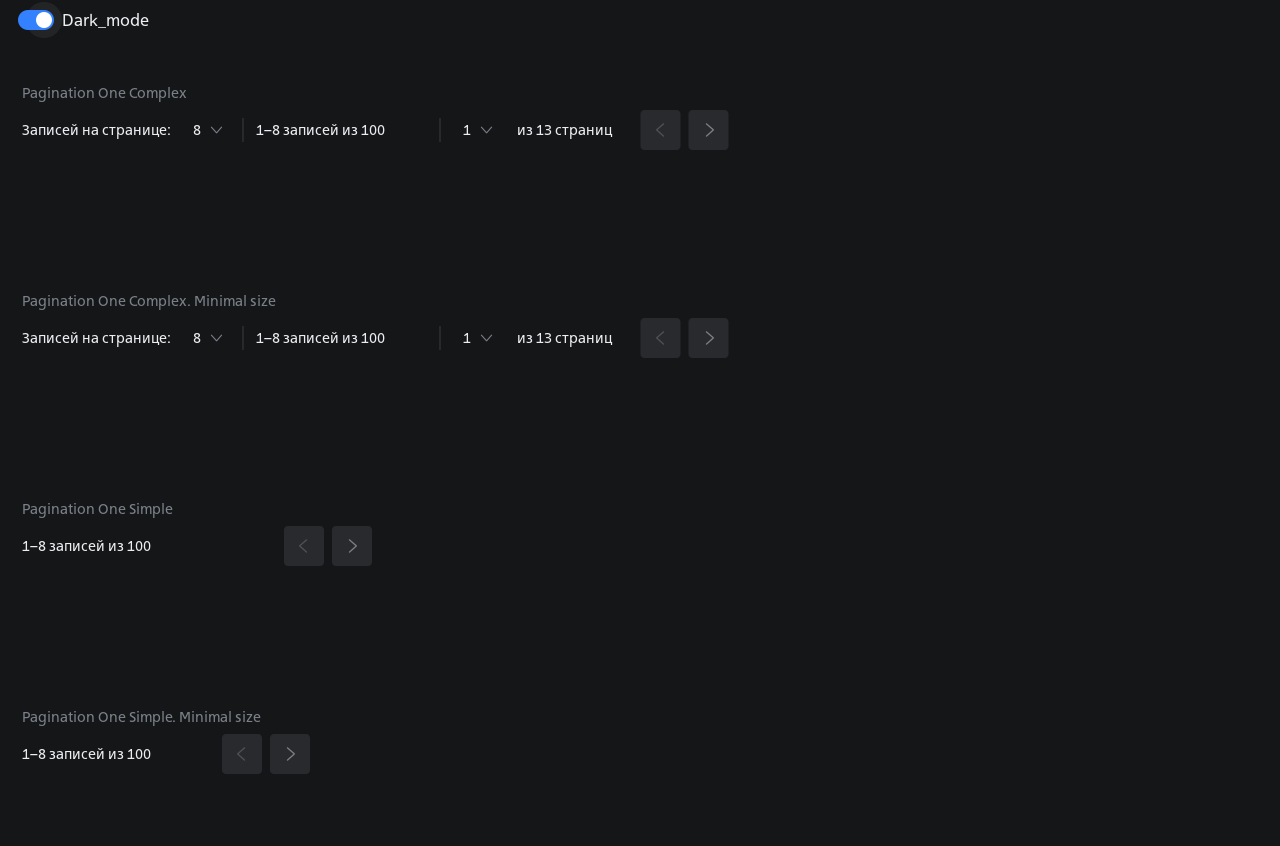 Dark_mode
Pagination One Complex
Записей на странице: 8 1–8 записей из 100 1 из 13 страниц
Pagination One Complex. Minimal size
Записей на странице: 8 1–8 записей из 100 1 из 13 страниц
Pagination One Simple
1–8 записей из 100
Pagination One Simple. Minimal size
1–8 записей из 100